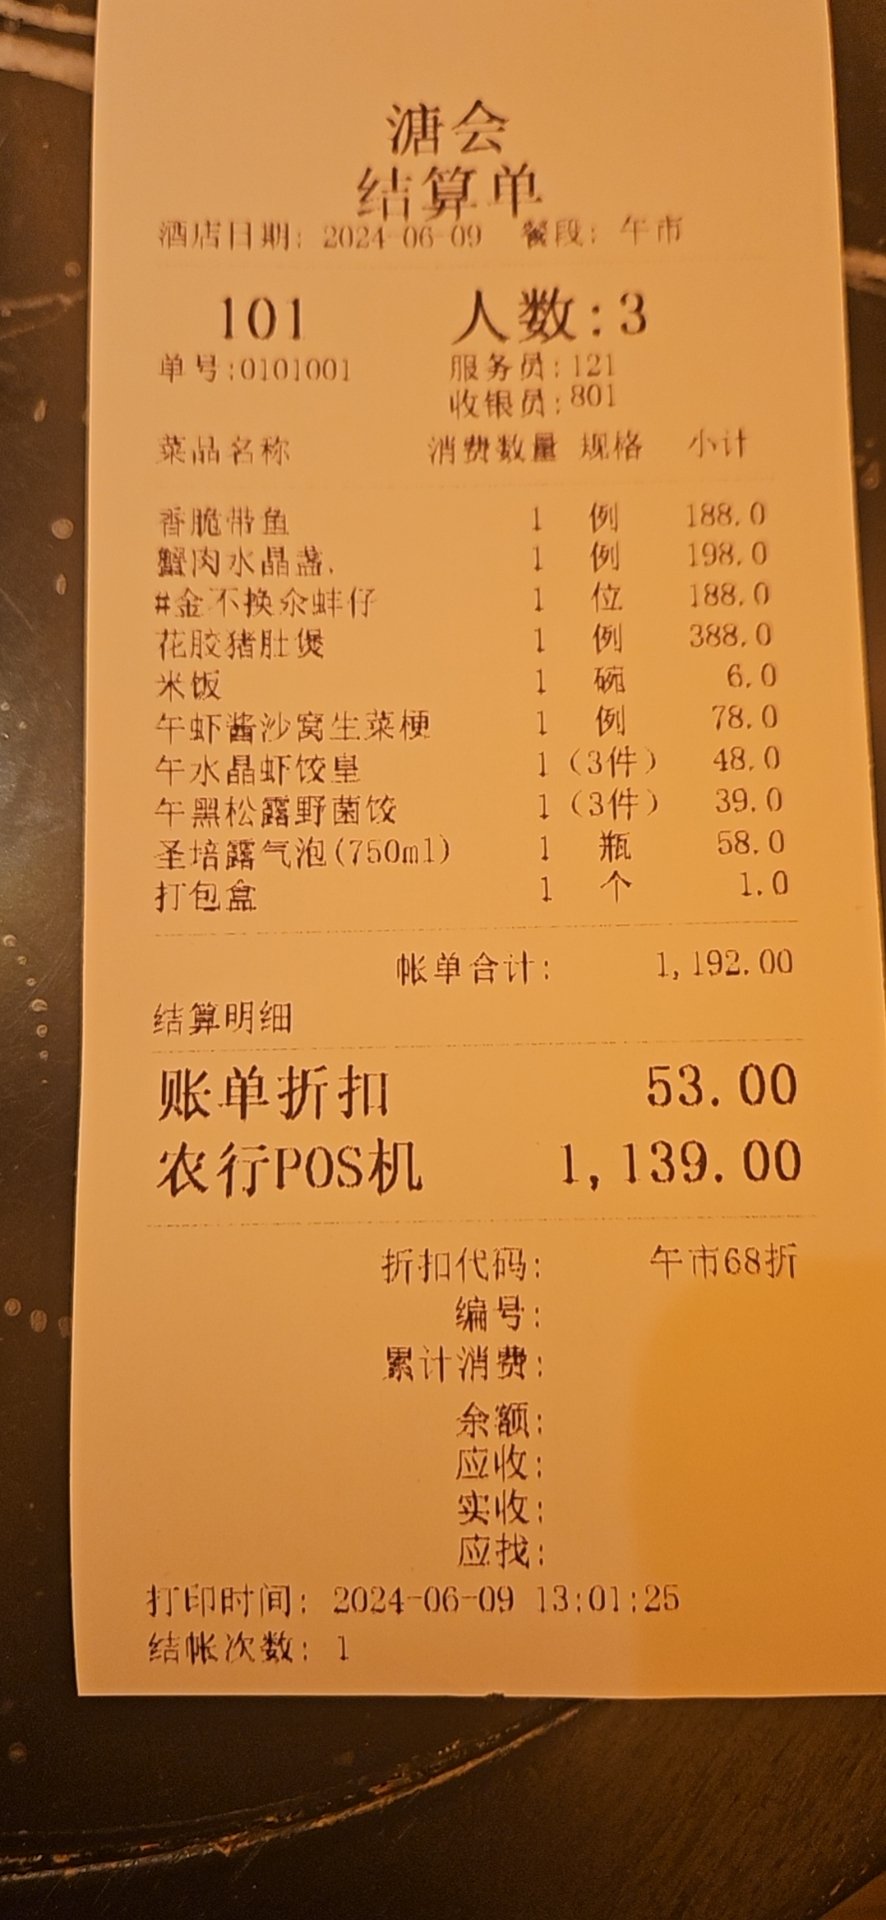 溏会
结算单
酒店日期: 2024-06-09 餐段: 午市
101 人数:3
单号:0101001 服务员:121
收银员:801
菜品名称 消费数量 规格 小计
香脆带鱼 1 例 188.0
蟹肉水晶盏. 1 例 198.0
#金不换汆蚌仔 1 位 188.0
花胶猪肚煲 1 例 388.0
米饭 1 碗 6.0
午虾酱沙窝生菜梗 1 例 78.0
午水晶虾饺皇 1 (3件) 48.0
午黑松露野菌饺 1 (3件) 39.0
圣培露气泡(750ml) 1 瓶 58.0
打包盒 1 个 1.0
帐单合计: 1,192.00
结算明细
账单折扣 53.00
农行POS机 1,139.00
折扣代码: 午市68折
编号:
累计消费:
余额:
应收:
实收:
应找:
打印时间: 2024-06-09 13:01:25
结帐次数: 1